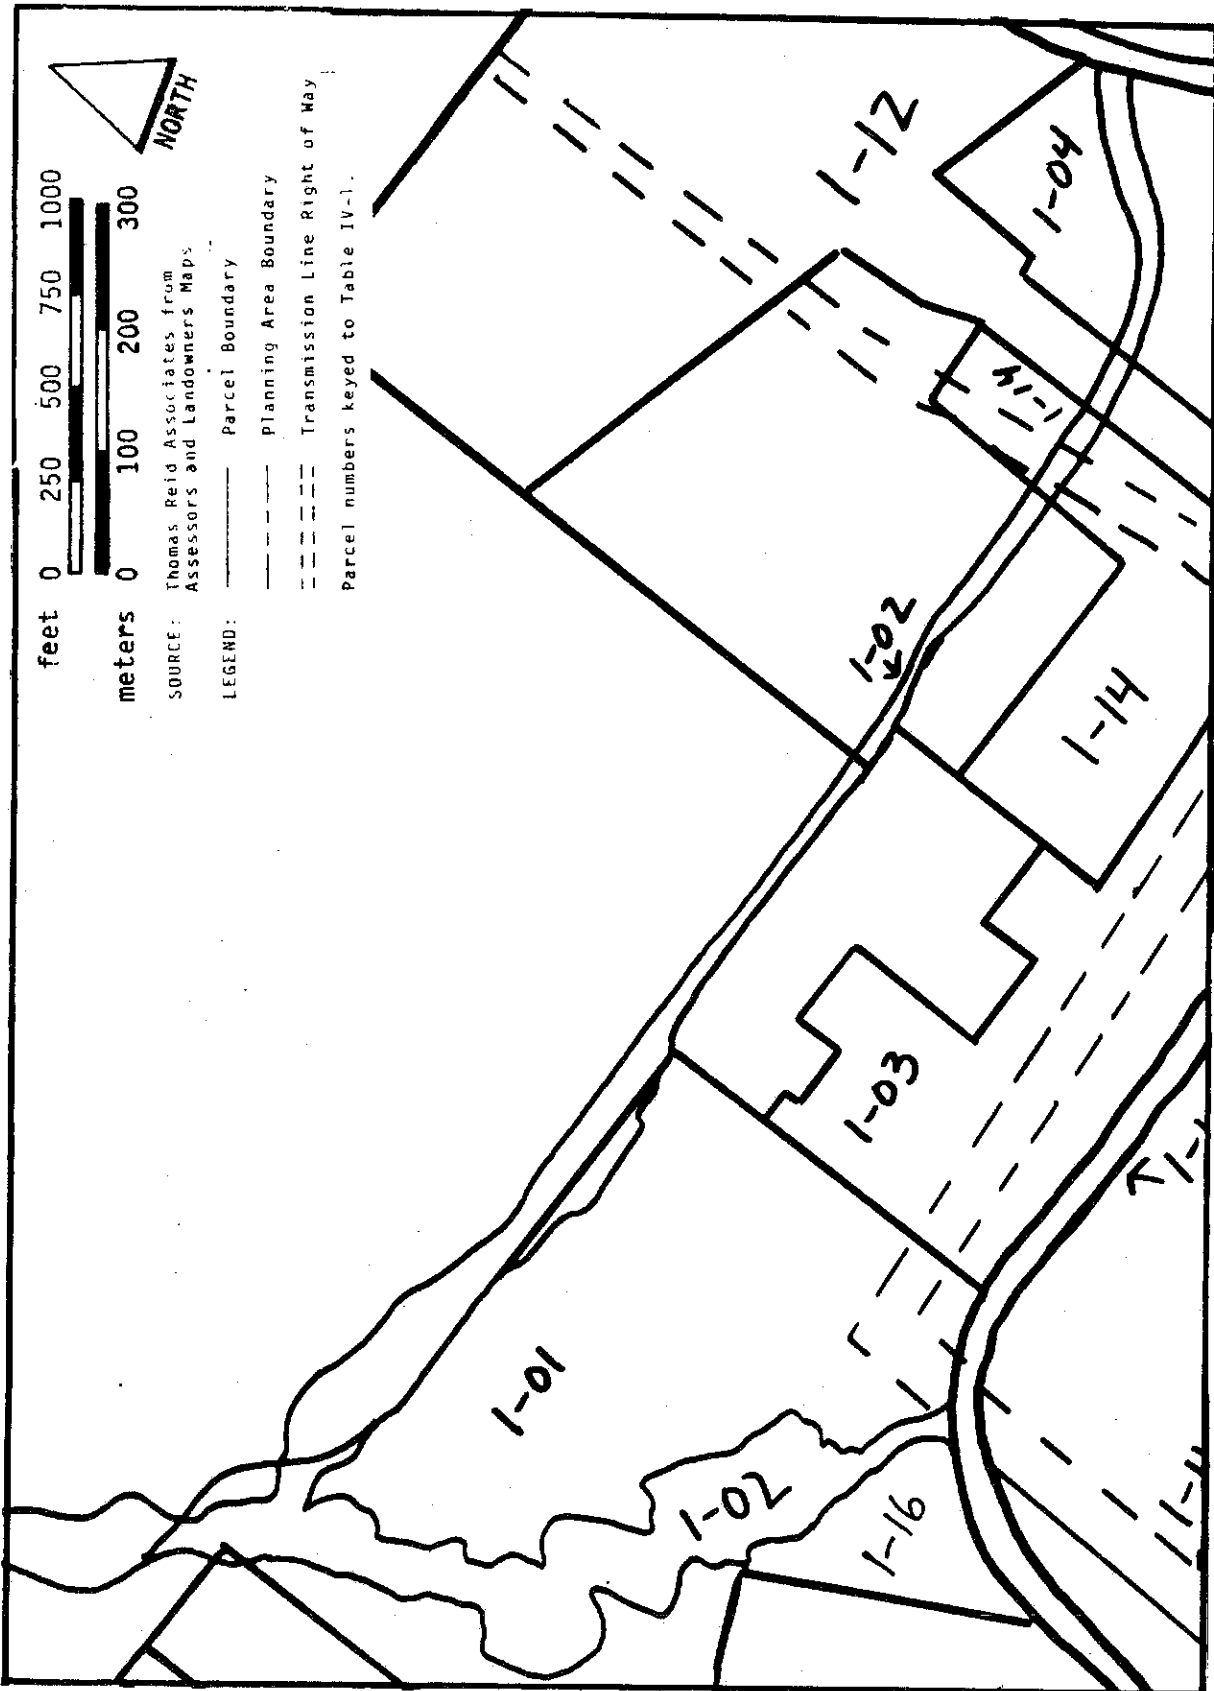 feet 0 250 500 750 1000
meters 0 100 200 300
NORTH
SOURCE: Thomas Reid Associates from
Assessors and Landowners Maps
LEGEND: Parcel Boundary
Planning Area Boundary
Transmission Line Right of Way
Parcel numbers keyed to Table IV-1.
1-12
1-04
1-14
1-02
1-14
1-03
1-01
1-02
1-16